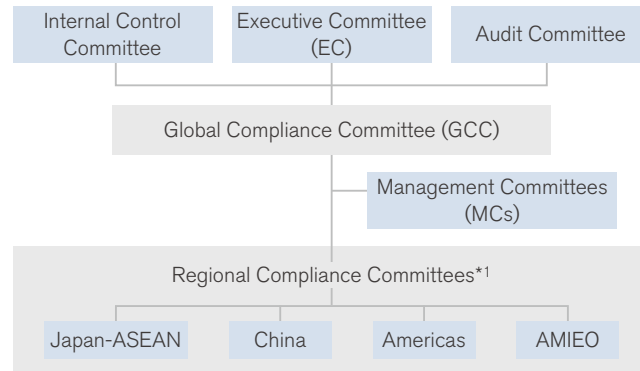 Internal Control
Committee
Executive Committee
(EC)
Audit Committee
Global Compliance Committee (GCC)
Management Committees
(MCs)
Regional Compliance Committees*1
Japan-ASEAN
China
Americas
AMIEO